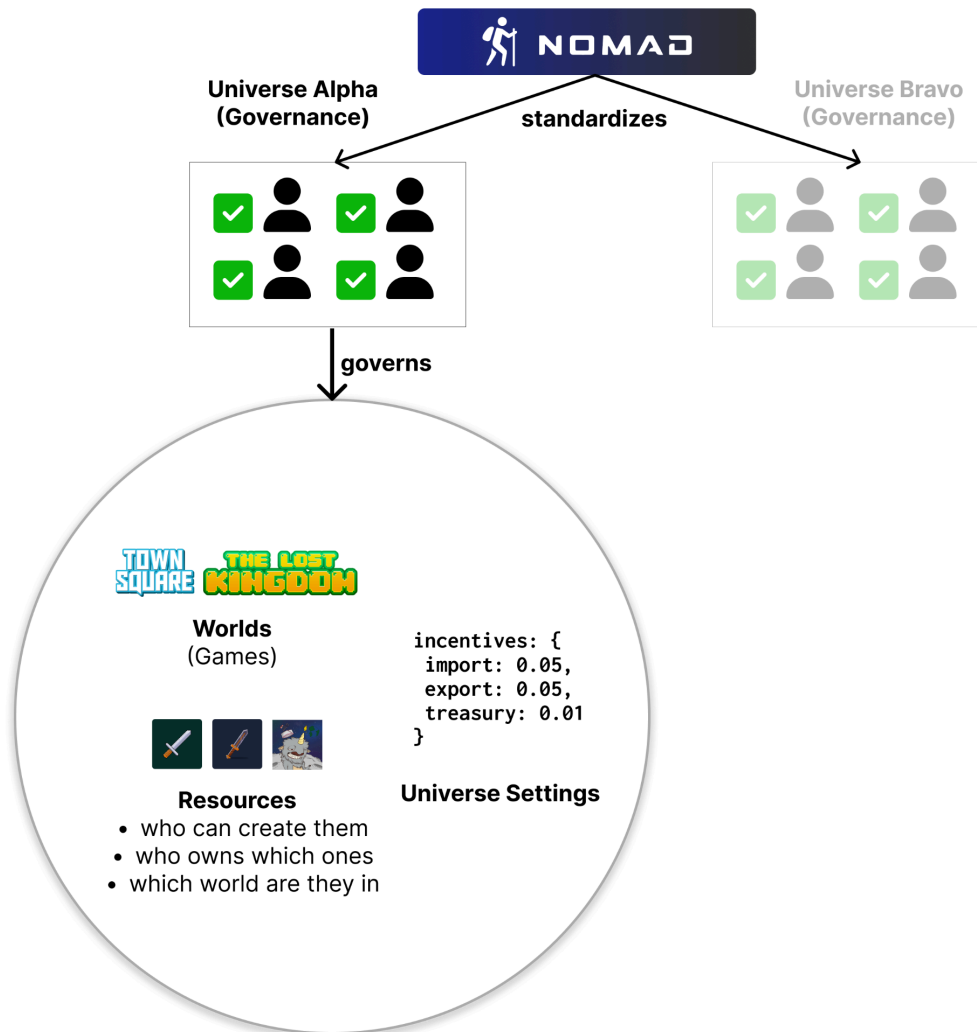 NOMAD
Universe Alpha
(Governance)
standardizes
Universe Bravo
(Governance)
governs
TOWN
SQUARE
THE LOST
KINGDOM
Worlds
(Games)
incentives: {
import: 0.05,
export: 0.05,
treasury: 0.01
}
Universe Settings
Resources
• who can create them
• who owns which ones
• which world are they in